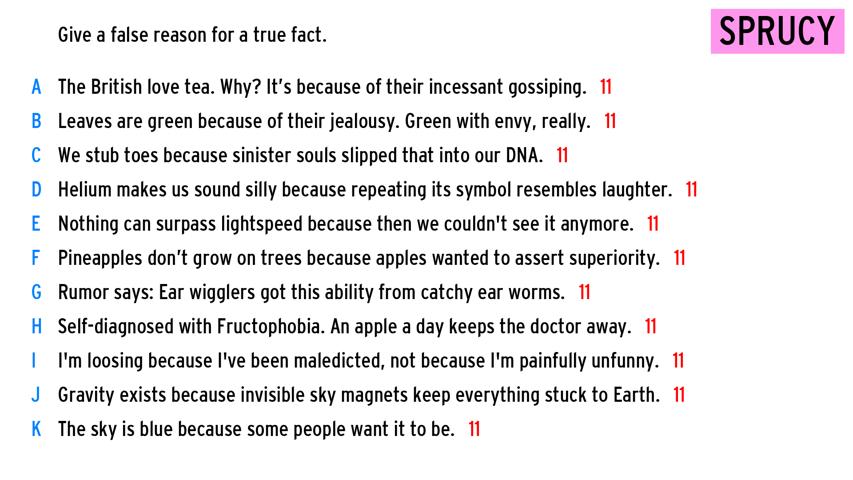 Give a false reason for a true fact.
SPRUCY
A The British love tea. Why? It’s because of their incessant gossiping. 11
B Leaves are green because of their jealousy. Green with envy, really. 11
C We stub toes because sinister souls slipped that into our DNA. 11
D Helium makes us sound silly because repeating its symbol resembles laughter. 11
E Nothing can surpass lightspeed because then we couldn't see it anymore. 11
F Pineapples don’t grow on trees because apples wanted to assert superiority. 11
G Rumor says: Ear wigglers got this ability from catchy ear worms. 11
H Self-diagnosed with Fructophobia. An apple a day keeps the doctor away. 11
I I'm loosing because I've been maledicted, not because I'm painfully unfunny. 11
J Gravity exists because invisible sky magnets keep everything stuck to Earth. 11
K The sky is blue because some people want it to be. 11